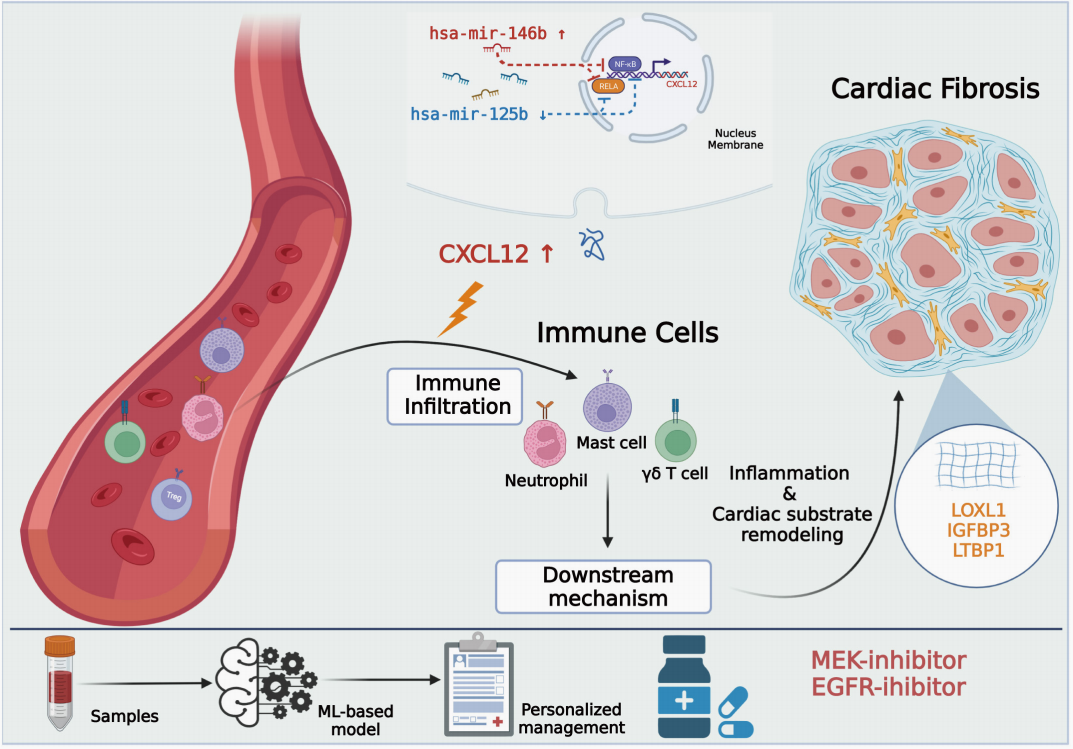 hsa-mir-146b ↑
NF-κB
RELA
CXCL12
hsa-mir-125b ↓
Nucleus
Membrane
Cardiac Fibrosis
CXCL12 ↑
Immune Cells
Immune
Infiltration
Mast cell
Neutrophil
γδ T cell
Treg
Inflammation
&
Cardiac substrate
remodeling
LOXL1
IGFBP3
LTBP1
Downstream
mechanism
Samples
ML-based
model
Personalized
management
MEK-inhibitor
EGFR-ihibitor